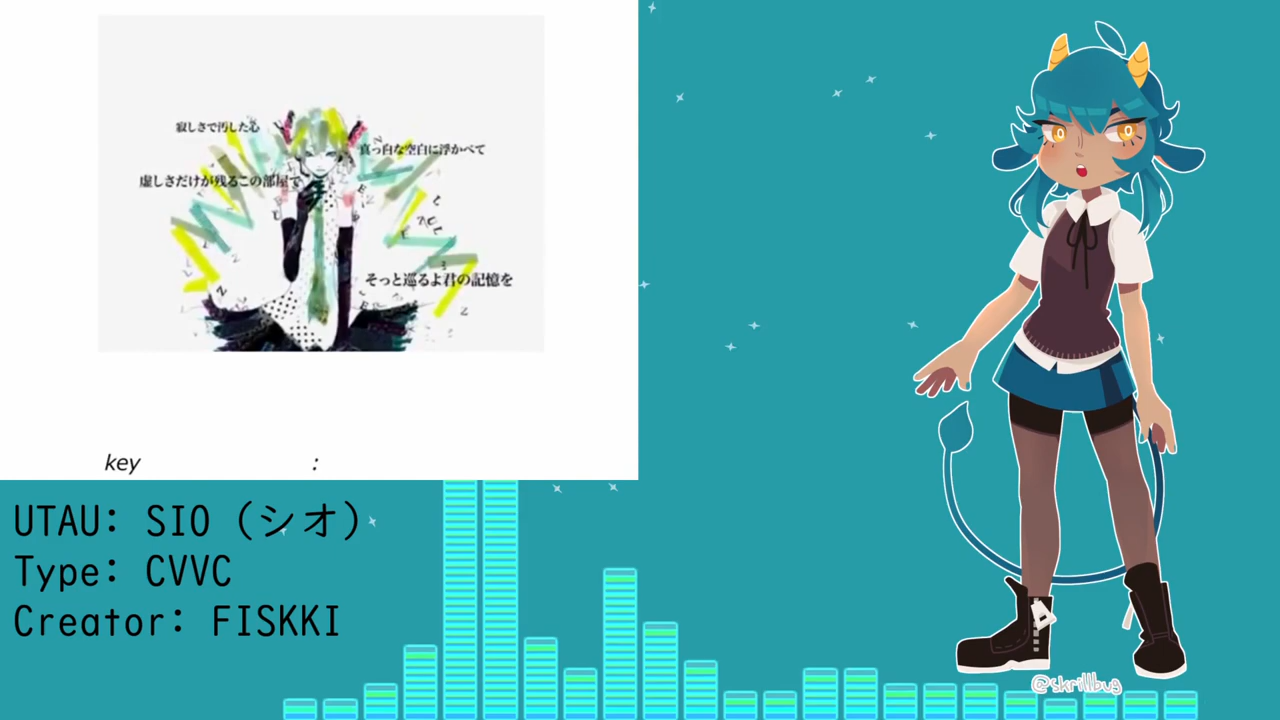 寂しさで汚した心
真っ白な空白に浮かべて
虚しさだけが残るこの部屋で
そっと巡るよ君の記憶を
key :
UTAU: SIO (シオ)
Type: CVVC
Creator: FISKKI
@skrillbug